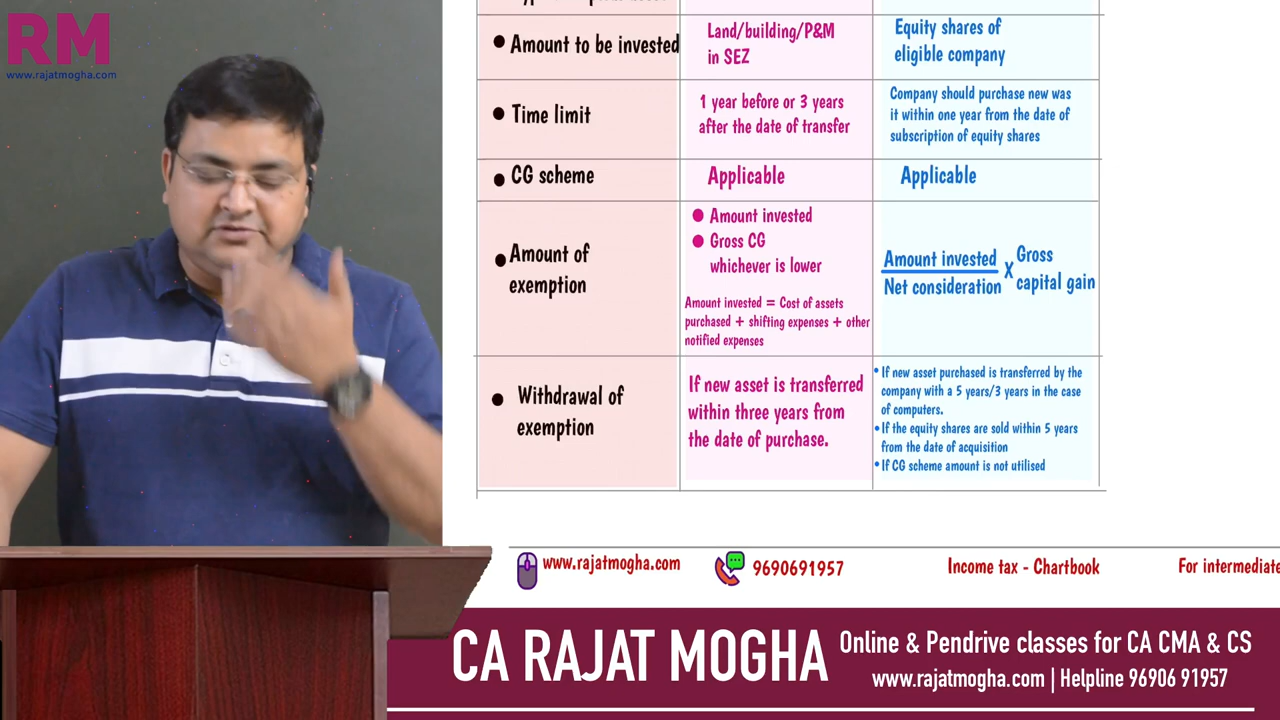 RM
www.rajatmogha.com
Amount to be invested
Land/building/P&M
in SEZ
Equity shares of
eligible company
Time limit
1 year before or 3 years
after the date of transfer
Company should purchase new was
it within one year from the date of
subscription of equity shares
CG scheme
Applicable
Applicable
Amount of
exemption
Amount invested
Gross CG
whichever is lower
Amount invested = Cost of assets
purchased + shifting expenses + other
notified expenses
Amount invested
Net consideration
X
Gross
capital gain
Withdrawal of
exemption
If new asset is transferred
within three years from
the date of purchase.
If new asset purchased is transferred by the
company with a 5 years/3 years in the case
of computers.
If the equity shares are sold within 5 years
from the date of acquisition
If CG scheme amount is not utilised
www.rajatmogha.com
9690691957
Income tax - Chartbook
For intermediate
CA RAJAT MOGHA
Online & Pendrive classes for CA CMA & CS
www.rajatmogha.com | Helpline 96906 91957